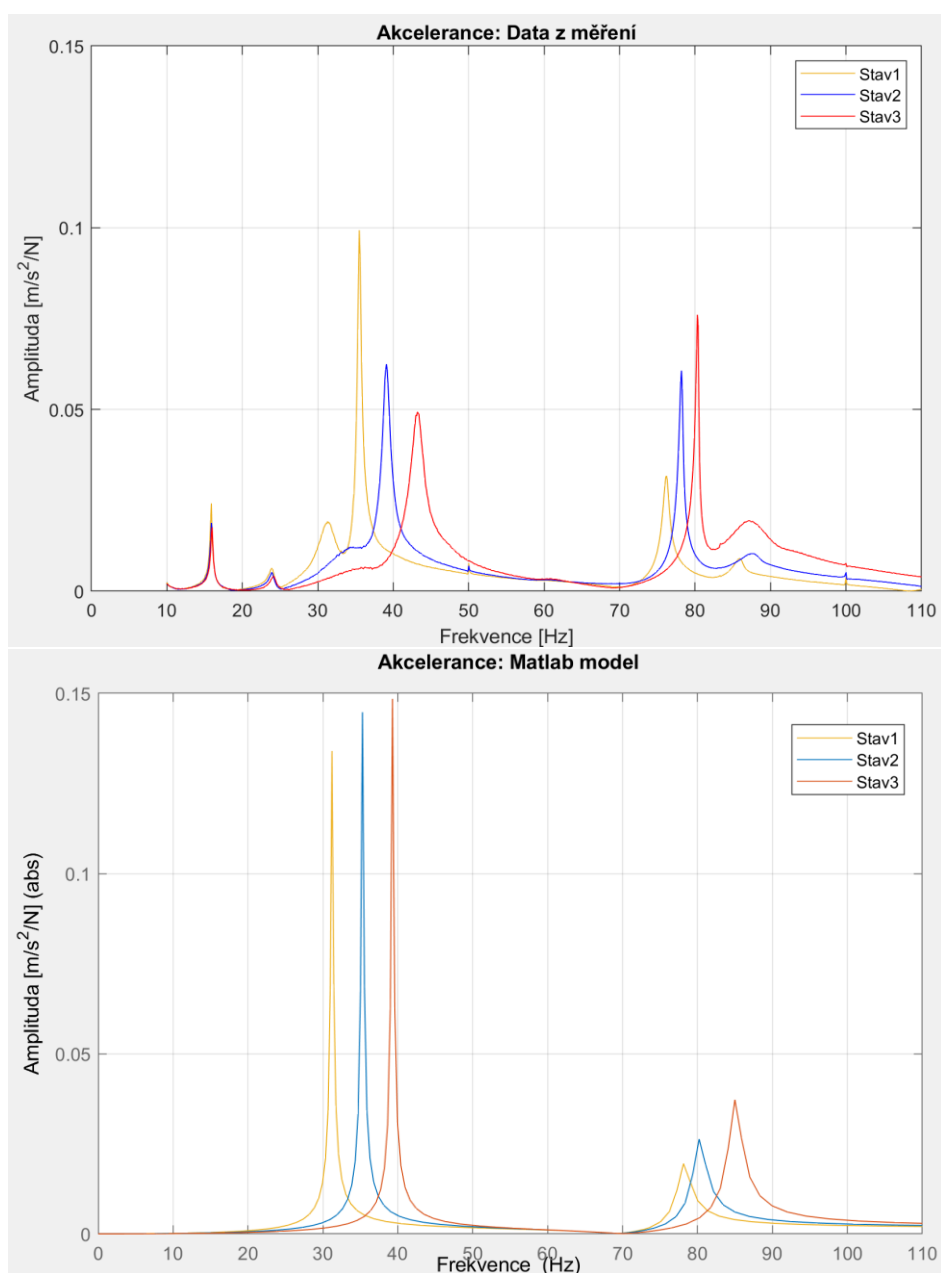 Akcelerance: Data z měření
0.15
0.1
0.05
0
Amplituda [m/s²/N]
Stav1
Stav2
Stav3
0 10 20 30 40 50 60 70 80 90 100 110
Frekvence [Hz]
Akcelerance: Matlab model
0.15
0.1
0.05
0
Amplituda [m/s²/N] (abs)
Stav1
Stav2
Stav3
0 10 20 30 40 50 60 70 80 90 100 110
Frekvence (Hz)